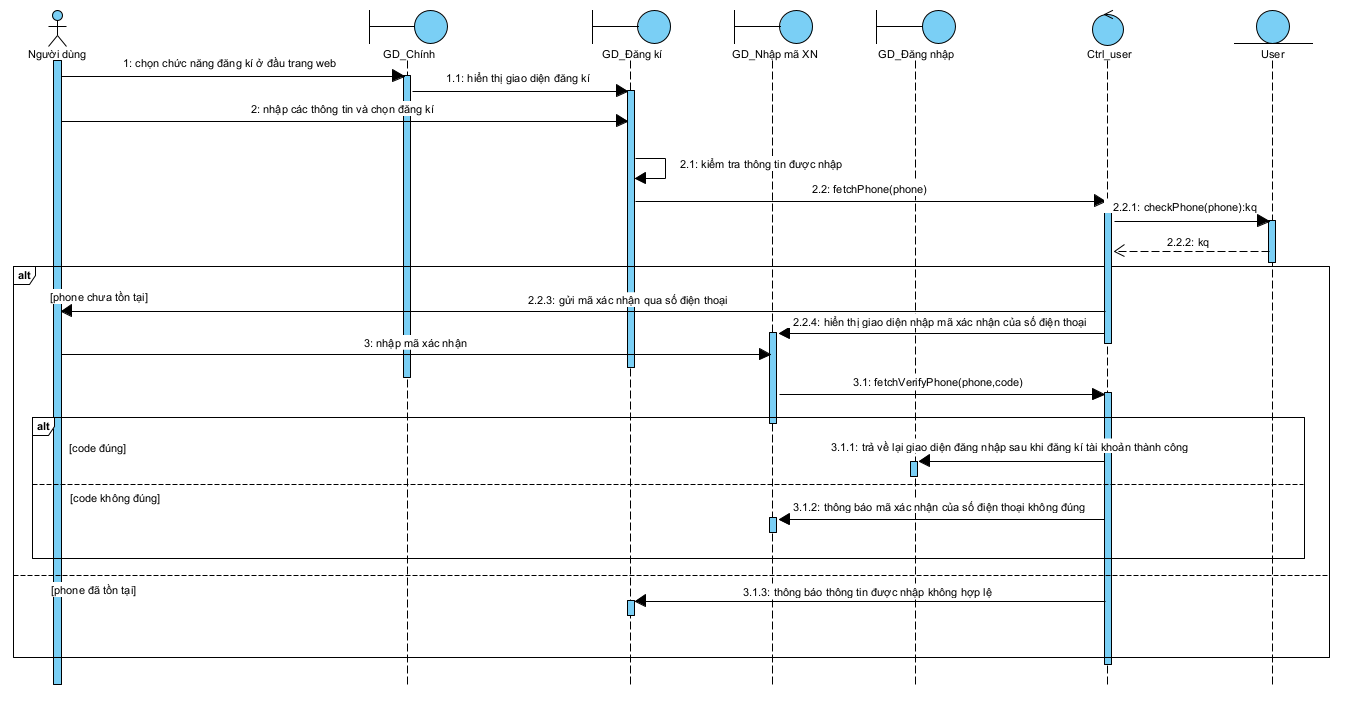 Người dùng
GD_Chính
GD_Đăng kí
GD_Nhập mã XN
GD_Đăng nhập
Ctrl_user
User
1: chọn chức năng đăng kí ở đầu trang web
1.1: hiển thị giao diện đăng kí
2: nhập các thông tin và chọn đăng kí
2.1: kiểm tra thông tin được nhập
2.2: fetchPhone(phone)
2.2.1: checkPhone(phone):kq
2.2.2: kq
alt
[phone chưa tồn tại]
2.2.3: gửi mã xác nhận qua số điện thoại
2.2.4: hiển thị giao diện nhập mã xác nhận của số điện thoại
3: nhập mã xác nhận
3.1: fetchVerifyPhone(phone,code)
alt
[code đúng]
3.1.1: trả về lại giao diện đăng nhập sau khi đăng kí tài khoản thành công
[code không đúng]
3.1.2: thông báo mã xác nhận của số điện thoại không đúng
[phone đã tồn tại]
3.1.3: thông báo thông tin được nhập không hợp lệ